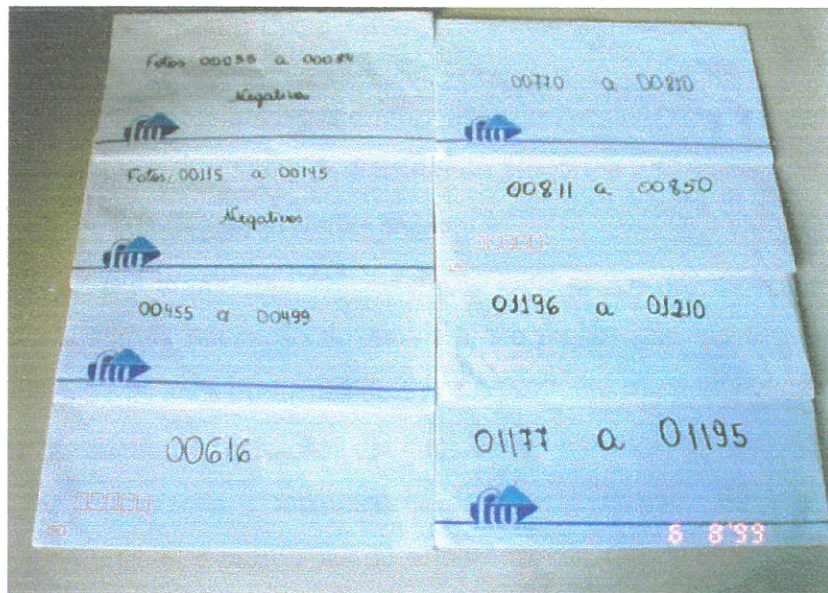 Fotos 00055 a 00084
Negativos
Fotos 00115 a 00145
Negativos
00455 a 00499
00616
00770 a 00810
00811 a 00850
01196 a 01210
01177 a 01195
6 8'99